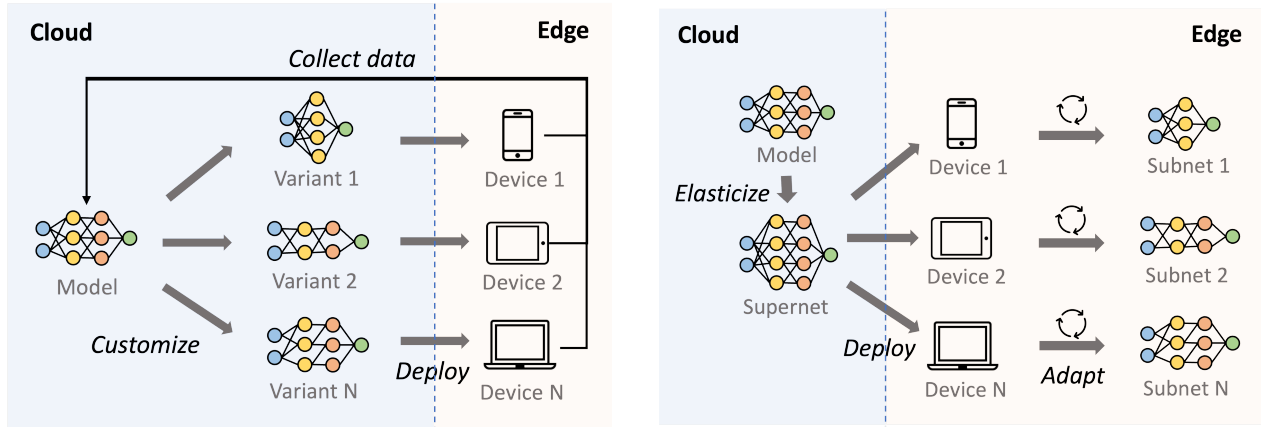 Cloud
Edge
Collect data
Variant 1
Device 1
Model
Variant 2
Device 2
Customize
Deploy
Variant N
Device N
Cloud
Edge
Model
Device 1
Subnet 1
Elasticize
Supernet
Device 2
Subnet 2
Deploy
Adapt
Device N
Subnet N